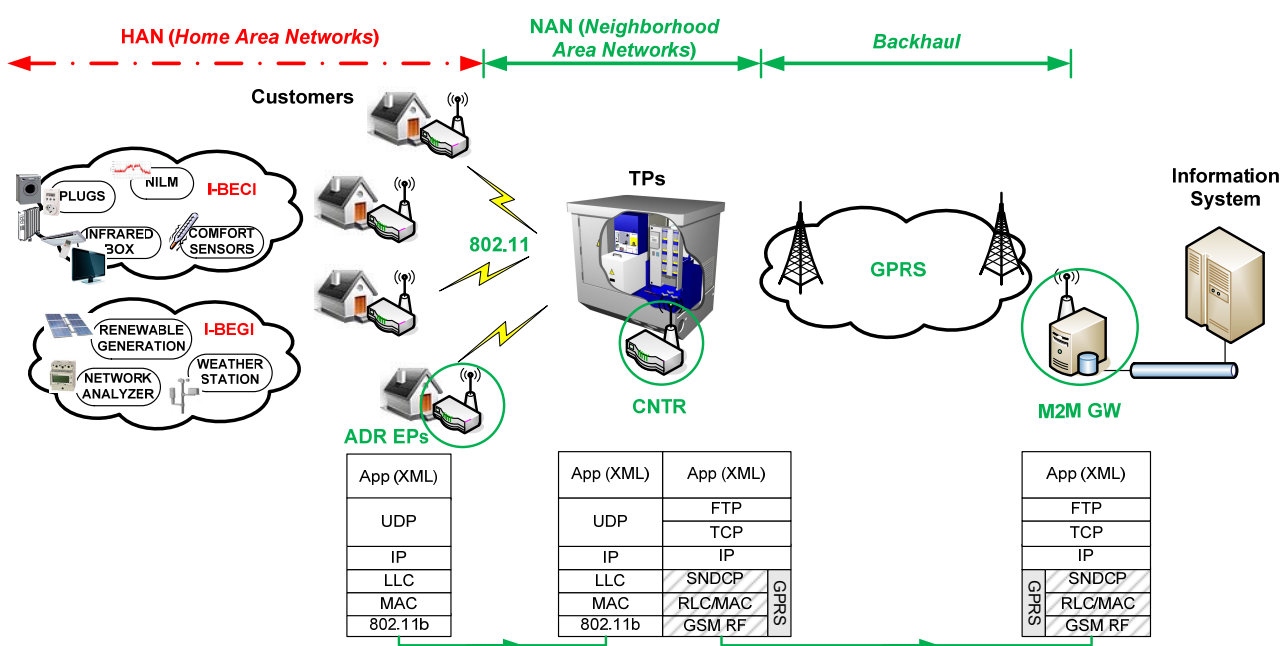 HAN (Home Area Networks)
NAN (Neighborhood
Area Networks)
Backhaul
Customers
PLUGS
NILM
I-BECI
INFRARED
BOX
COMFORT
SENSORS
RENEWABLE
GENERATION
I-BEGI
NETWORK
ANALYZER
WEATHER
STATION
802.11
TPs
CNTR
GPRS
Information
System
M2M GW
ADR EPs
App (XML)
UDP
IP
LLC
MAC
802.11b
App (XML)
UDP
IP
LLC
MAC
802.11b
App (XML)
FTP
TCP
IP
SNDCP
RLC/MAC
GSM RF
GPRS
App (XML)
FTP
TCP
IP
GPRS
SNDCP
RLC/MAC
GSM RF